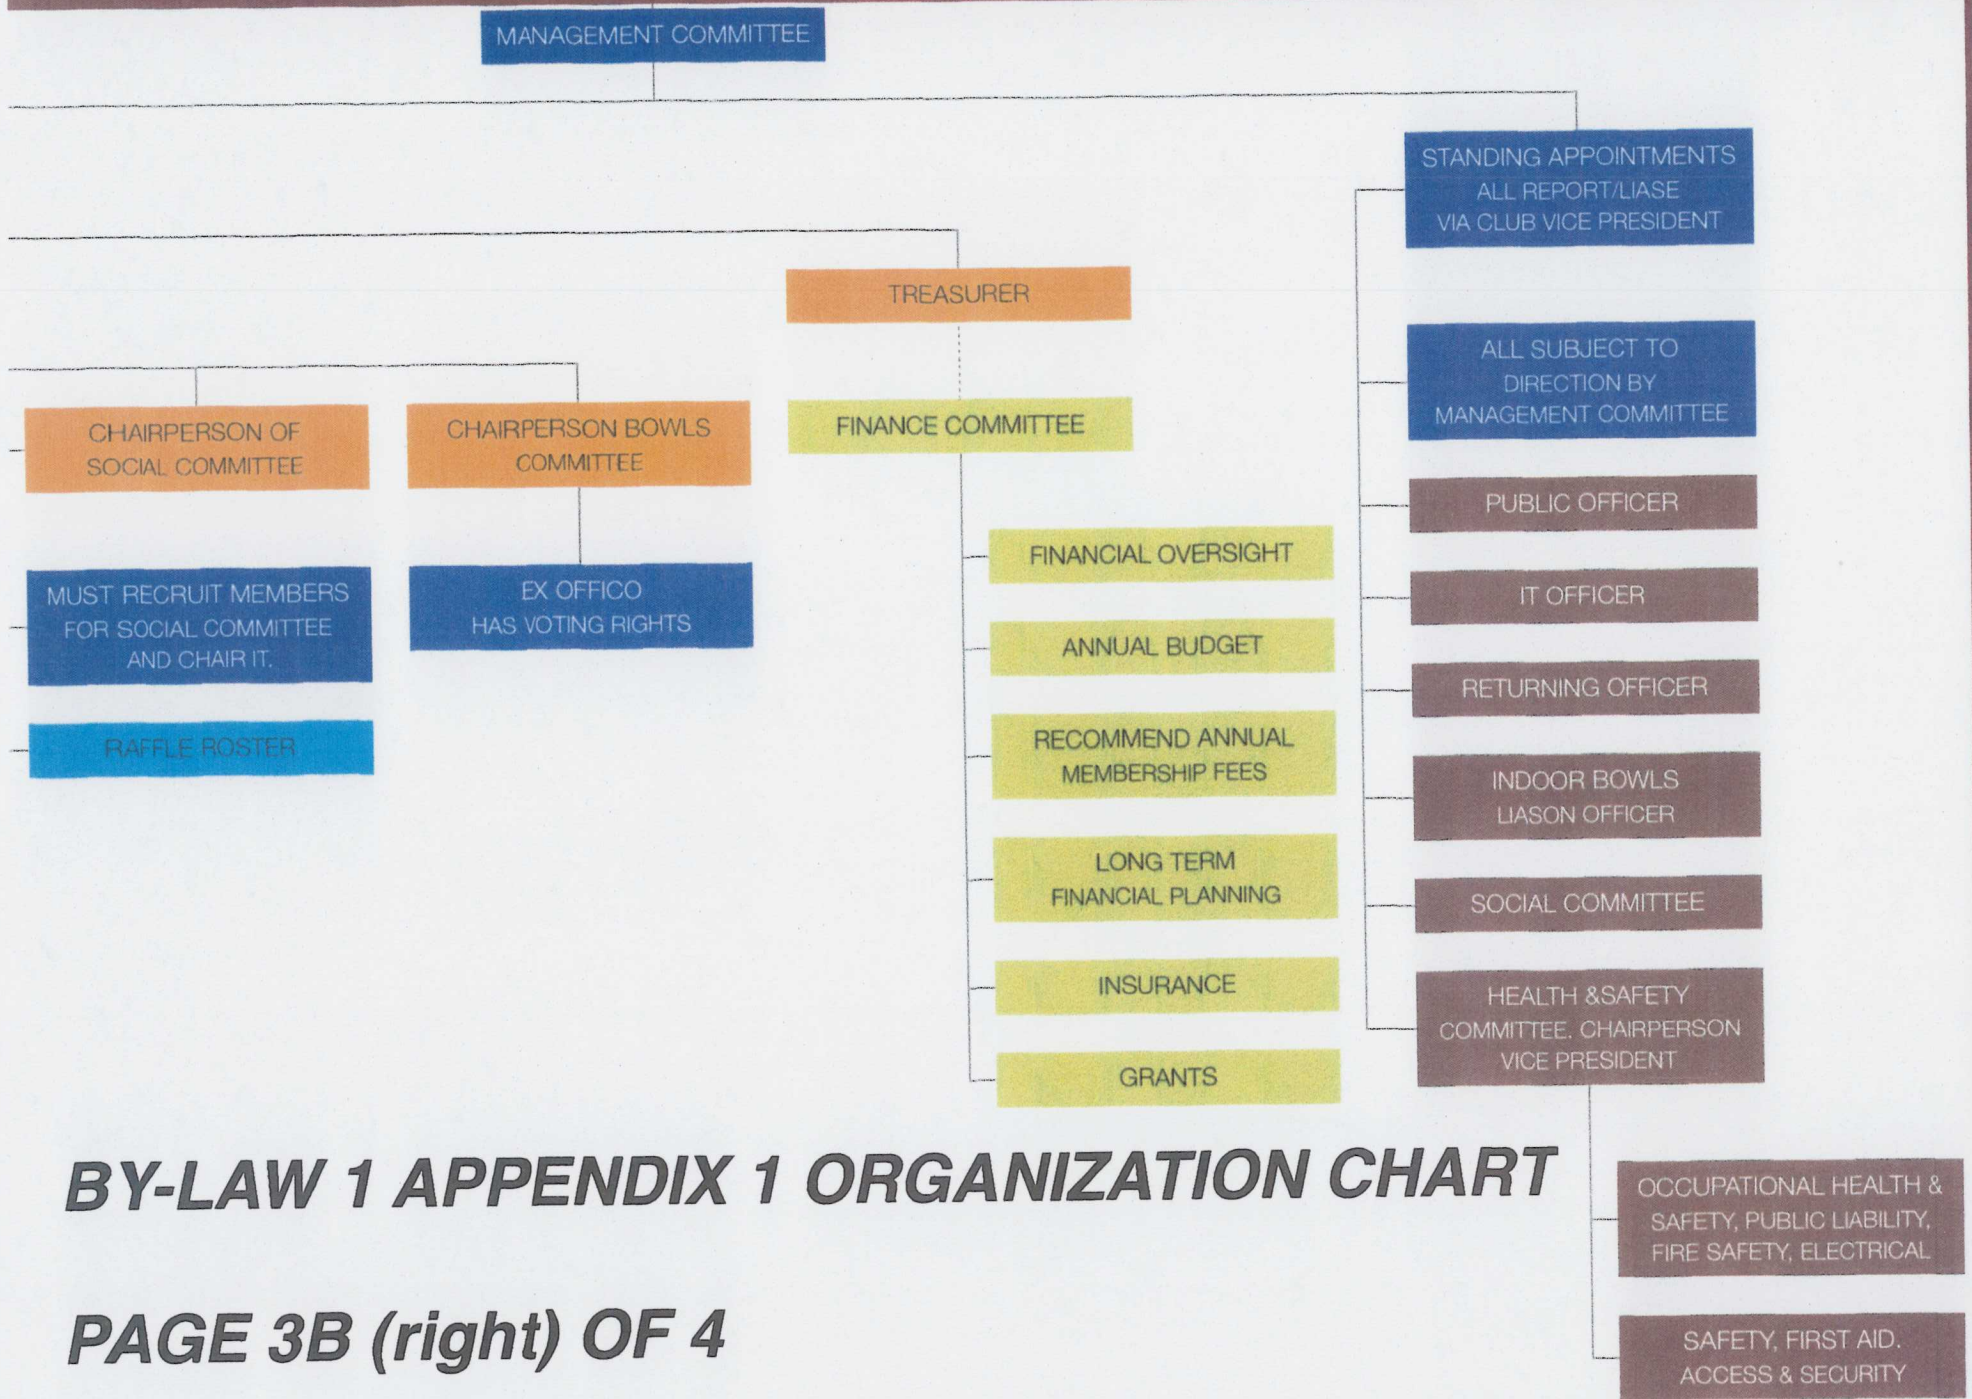 MANAGEMENT COMMITTEE
STANDING APPOINTMENTS
ALL REPORT/LIASE
VIA CLUB VICE PRESIDENT
TREASURER
ALL SUBJECT TO
DIRECTION BY
MANAGEMENT COMMITTEE
CHAIRPERSON OF
SOCIAL COMMITTEE
CHAIRPERSON BOWLS
COMMITTEE
FINANCE COMMITTEE
MUST RECRUIT MEMBERS
FOR SOCIAL COMMITTEE
AND CHAIR IT.
RAFFLE ROSTER
EX OFFICO
HAS VOTING RIGHTS
FINANCIAL OVERSIGHT
ANNUAL BUDGET
RECOMMEND ANNUAL
MEMBERSHIP FEES
LONG TERM
FINANCIAL PLANNING
INSURANCE
GRANTS
PUBLIC OFFICER
IT OFFICER
RETURNING OFFICER
INDOOR BOWLS
LIASON OFFICER
SOCIAL COMMITTEE
HEALTH &SAFETY
COMMITTEE. CHAIRPERSON
VICE PRESIDENT
OCCUPATIONAL HEALTH &
SAFETY, PUBLIC LIABILITY,
FIRE SAFETY, ELECTRICAL
SAFETY, FIRST AID.
ACCESS & SECURITY
BY-LAW 1 APPENDIX 1 ORGANIZATION CHART
PAGE 3B (right) OF 4